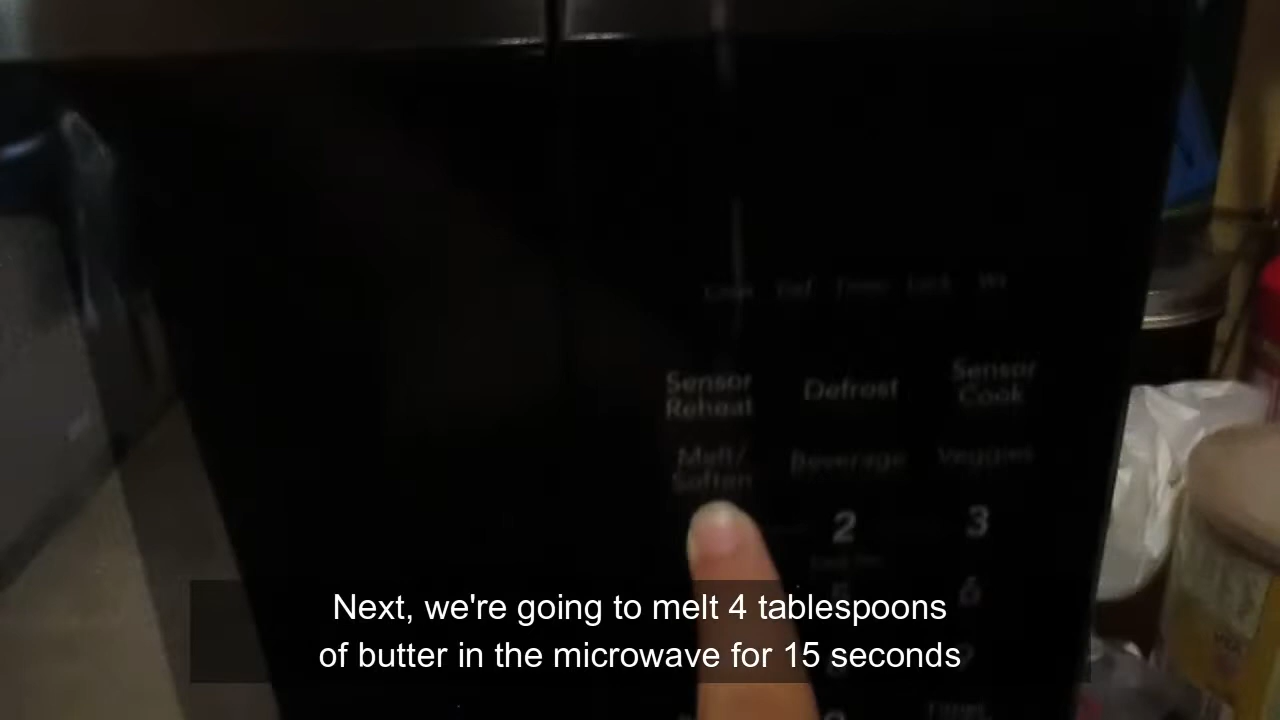 Sensor Reheat
Defrost
Sensor Cook
Melt/ Soften
Beverage
Veggies
2
3
6
Next, we're going to melt 4 tablespoons
of butter in the microwave for 15 seconds